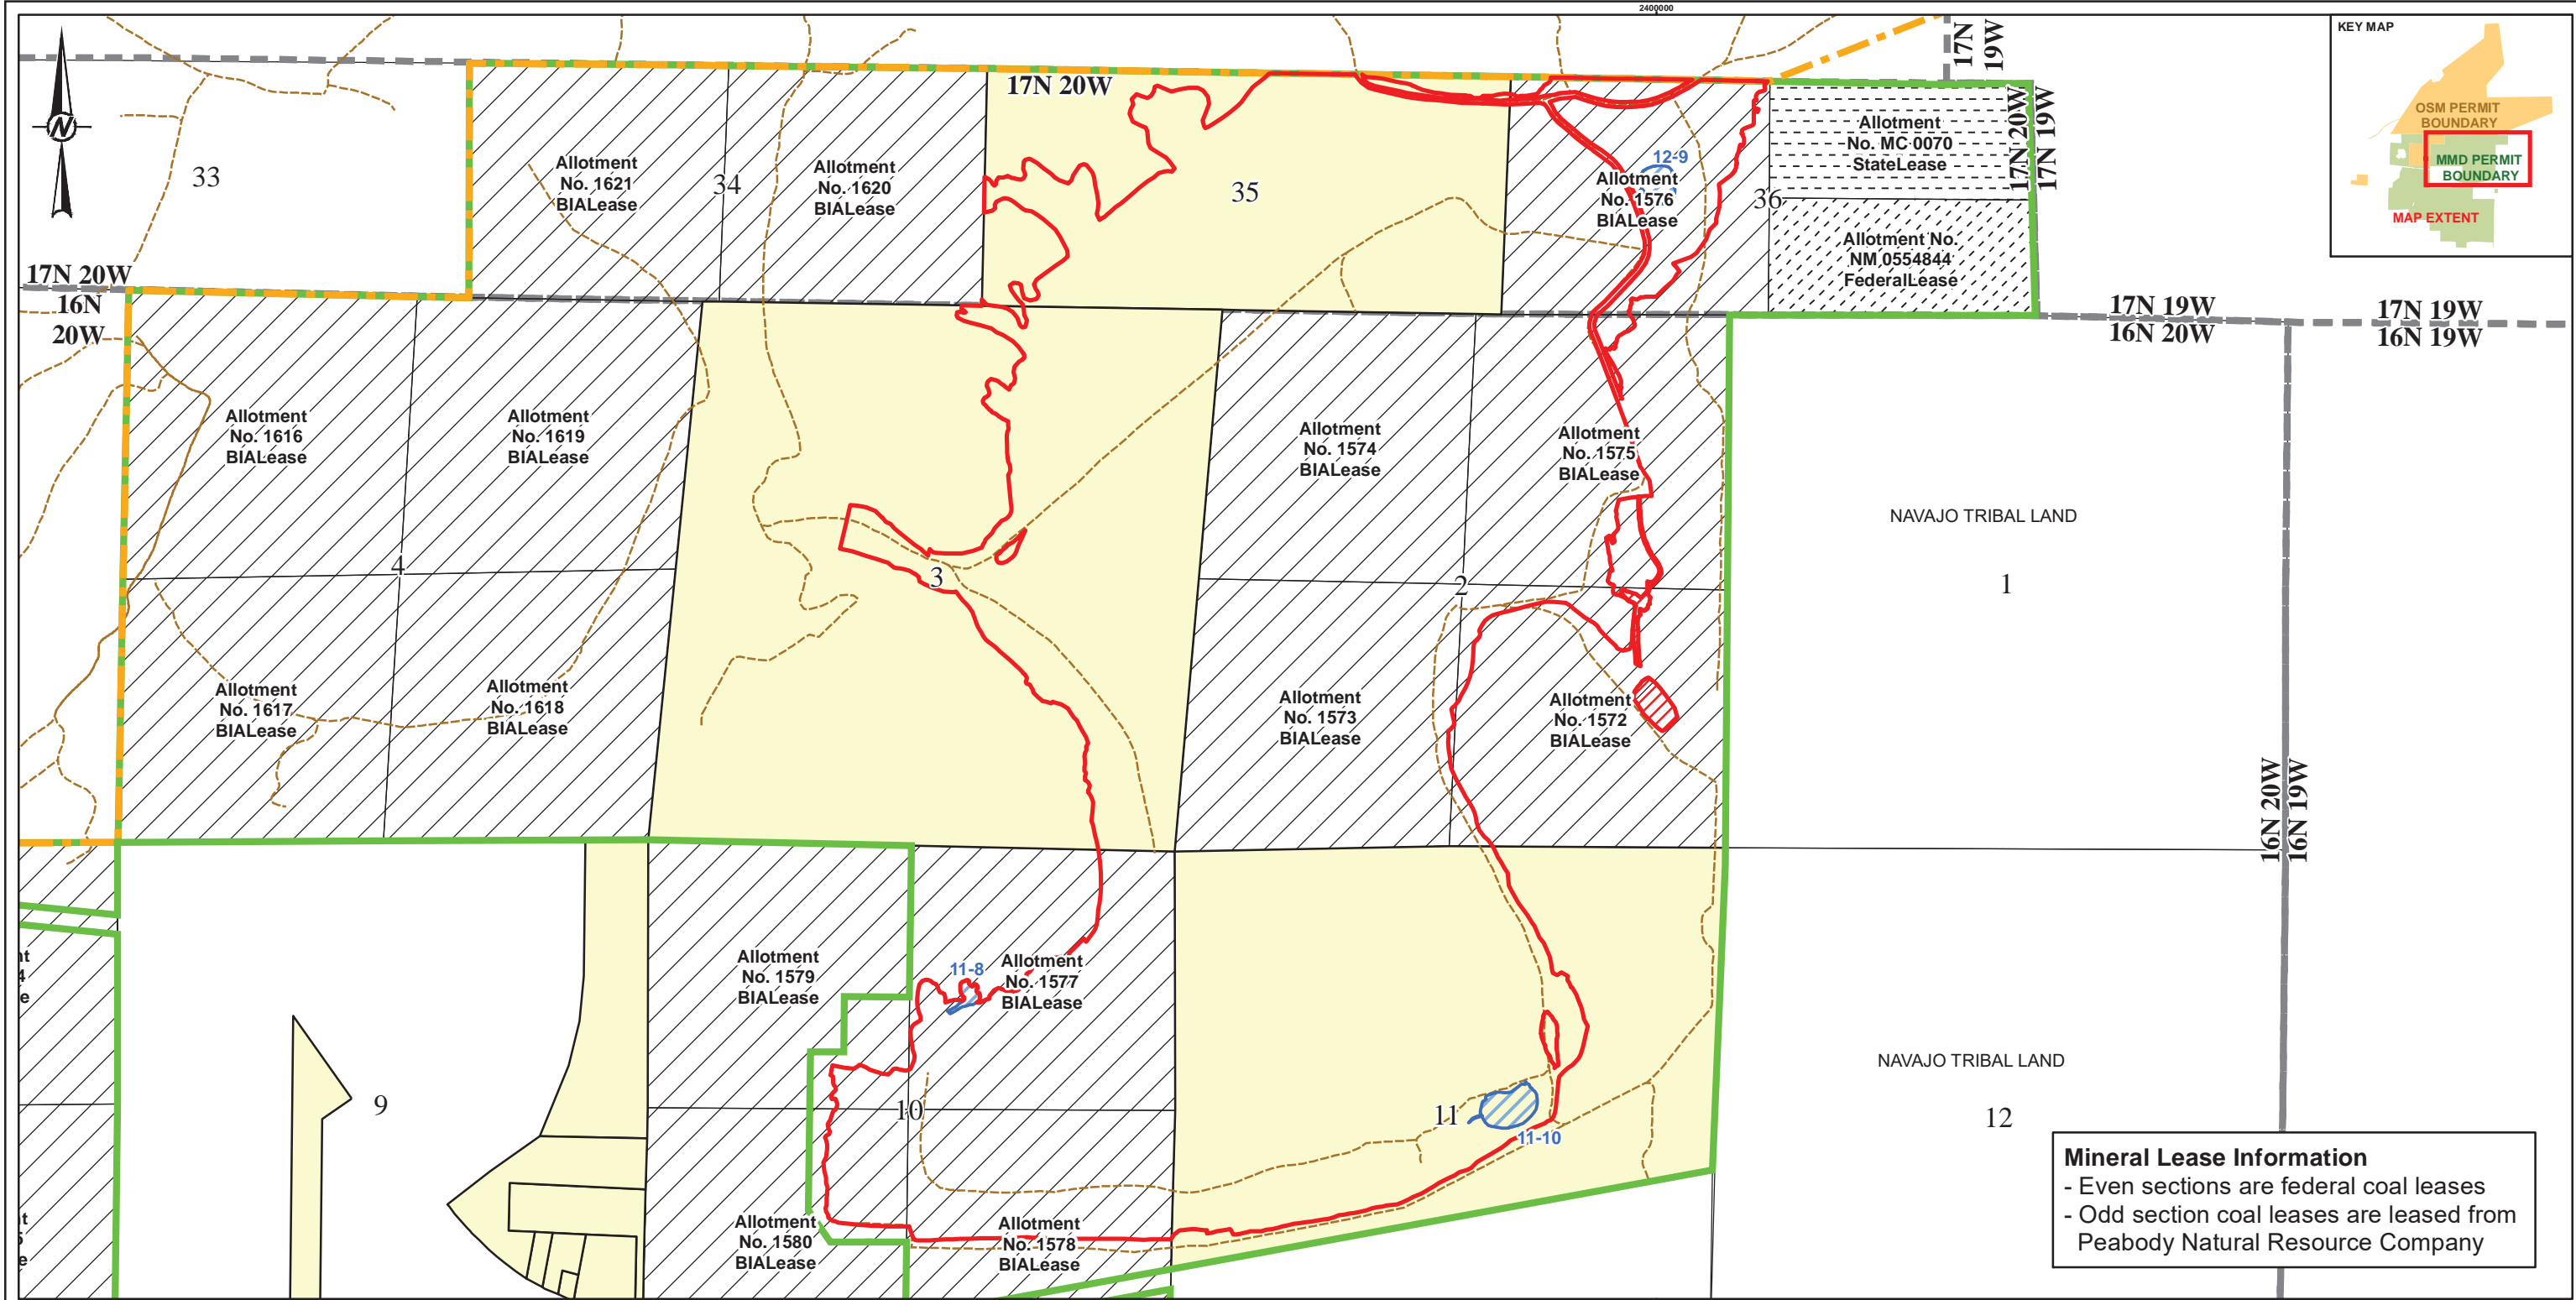 2400000
KEY MAP
OSM PERMIT
BOUNDARY
MMD PERMIT
BOUNDARY
MAP EXTENT
N
17N
19W
17N 20W
17N 20W
17N 19W
33
34
35
36
Allotment
No. 1621
BIALease
Allotment
No. 1620
BIALease
12-9
Allotment
No. 1576
BIALease
Allotment
No. MC 0070
StateLease
Allotment No.
NM 0554844
FederalLease
17N 20W
16N
20W
17N 19W
16N 20W
17N 19W
16N 19W
Allotment
No. 1616
BIALease
Allotment
No. 1619
BIALease
Allotment
No. 1574
BIALease
Allotment
No. 1575
BIALease
NAVAJO TRIBAL LAND
4
3
2
1
Allotment
No. 1617
BIALease
Allotment
No. 1618
BIALease
Allotment
No. 1573
BIALease
Allotment
No. 1572
BIALease
16N 20W
16N 19W
nt
4
e
Allotment
No. 1579
BIALease
11-8
Allotment
No. 1577
BIALease
NAVAJO TRIBAL LAND
9
10
11
12
11-10
Allotment
No. 1580
BIALease
Allotment
No. 1578
BIALease
Mineral Lease Information
- Even sections are federal coal leases
- Odd section coal leases are leased from
Peabody Natural Resource Company